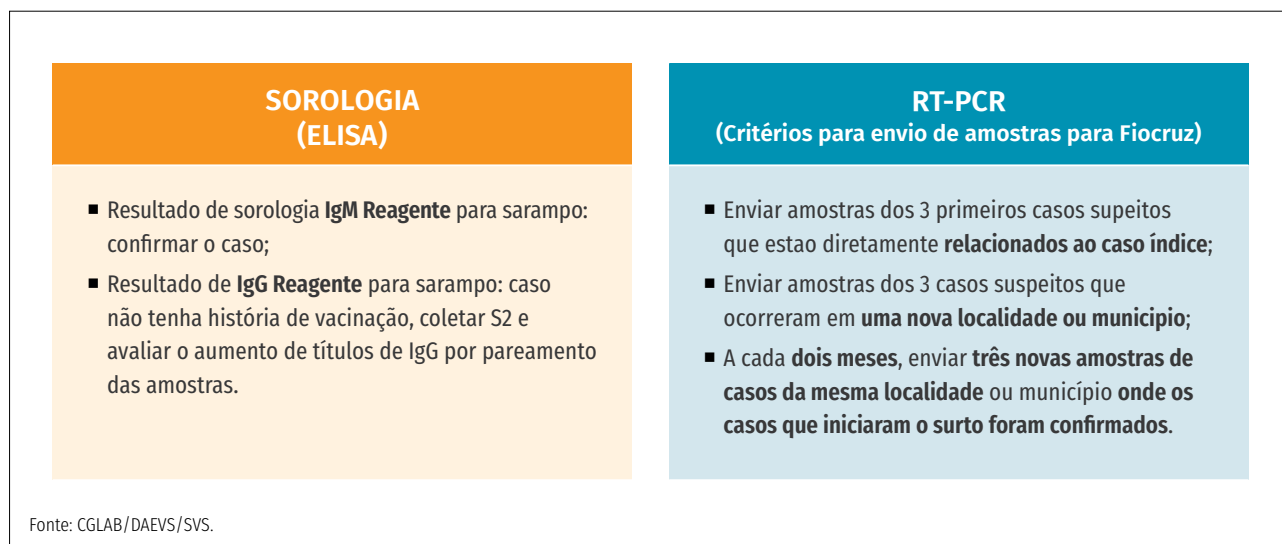 SOROLOGIA
(ELISA)
■ Resultado de sorologia IgM Reagente para sarampo:
confirmar o caso;
■ Resultado de IgG Reagente para sarampo: caso
não tenha história de vacinação, coletar S2 e
avaliar o aumento de títulos de IgG por pareamento
das amostras.
RT-PCR
(Critérios para envio de amostras para Fiocruz)
■ Enviar amostras dos 3 primeiros casos supeitos
que estao diretamente relacionados ao caso índice;
■ Enviar amostras dos 3 casos suspeitos que
ocorreram em uma nova localidade ou municipio;
■ A cada dois meses, enviar três novas amostras de
casos da mesma localidade ou município onde os
casos que iniciaram o surto foram confirmados.
Fonte: CGLAB/DAEVS/SVS.